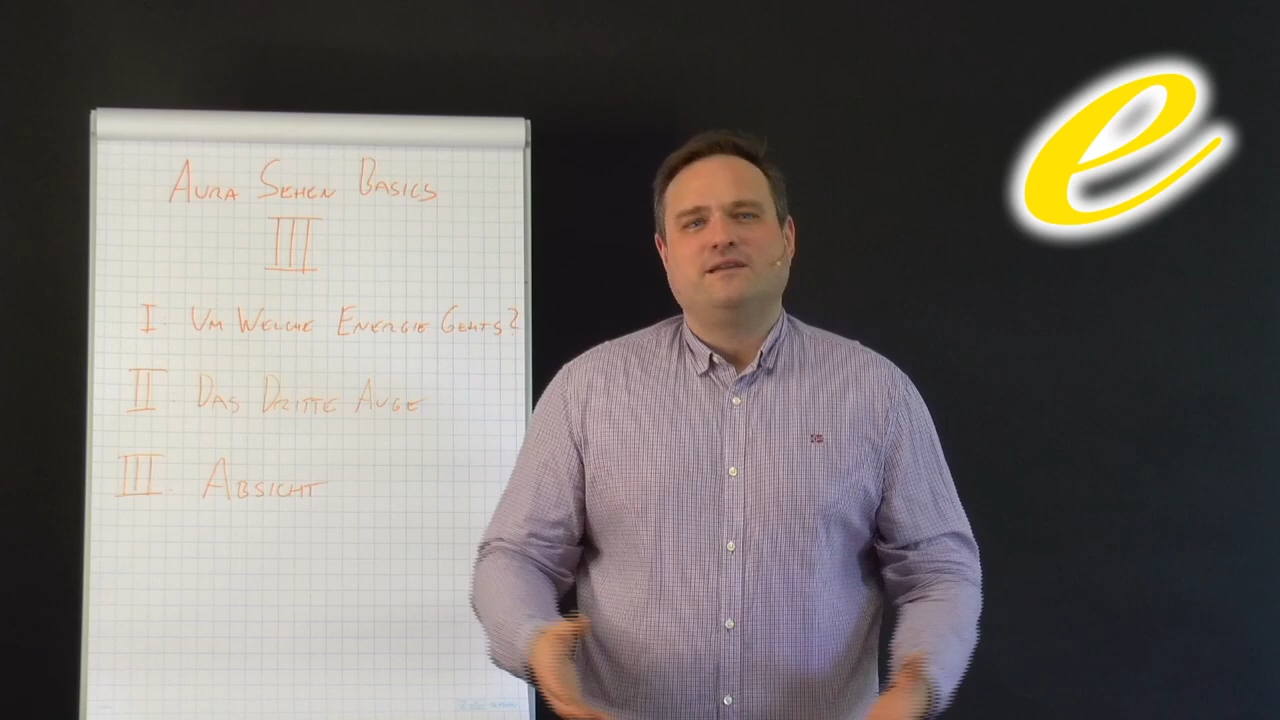 AURA SEHEN BASICS
III
I UM WELCHE ENERGIE GEHTS?
II. DAS DRITTE AUGE
III. ABSICHT
e